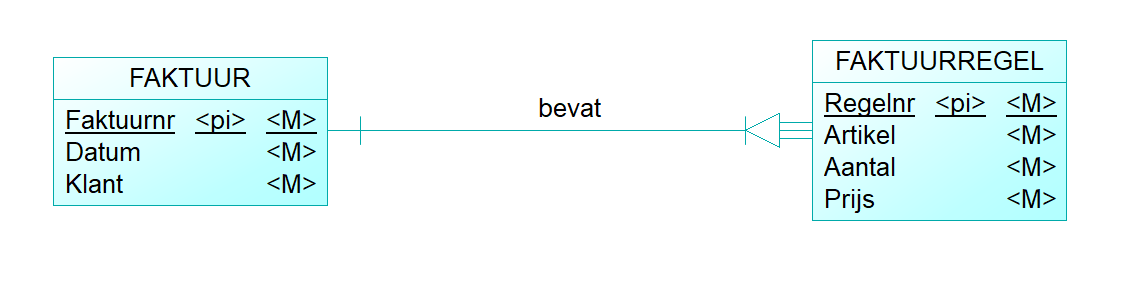 FAKTUUR
Faktuurnr <pi> <M>
Datum <M>
Klant <M>
bevat
FAKTUURREGEL
Regelnr <pi> <M>
Artikel <M>
Aantal <M>
Prijs <M>